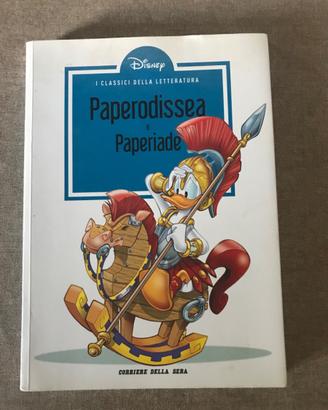 Disney
I CLASSICI DELLA LETTERATURA
Paperodissea
e
Paperiade
CORRIERE DELLA SERA